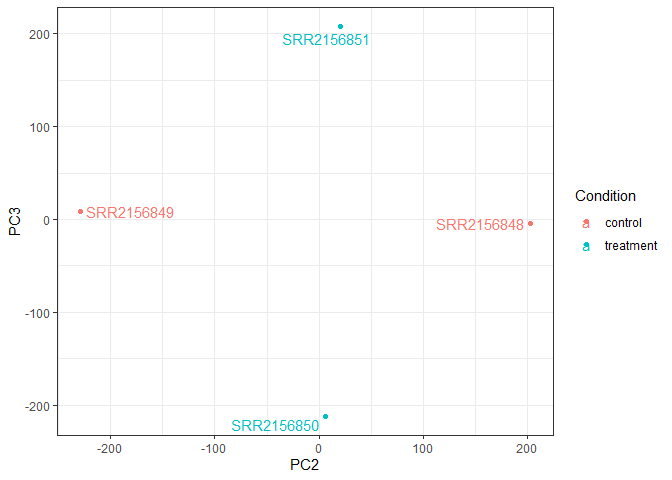 200
100
0
-100
-200
PC3
SRR2156851
SRR2156849
SRR2156848
SRR2156850
-200
-100
0
100
200
PC2
Condition
a control
a treatment